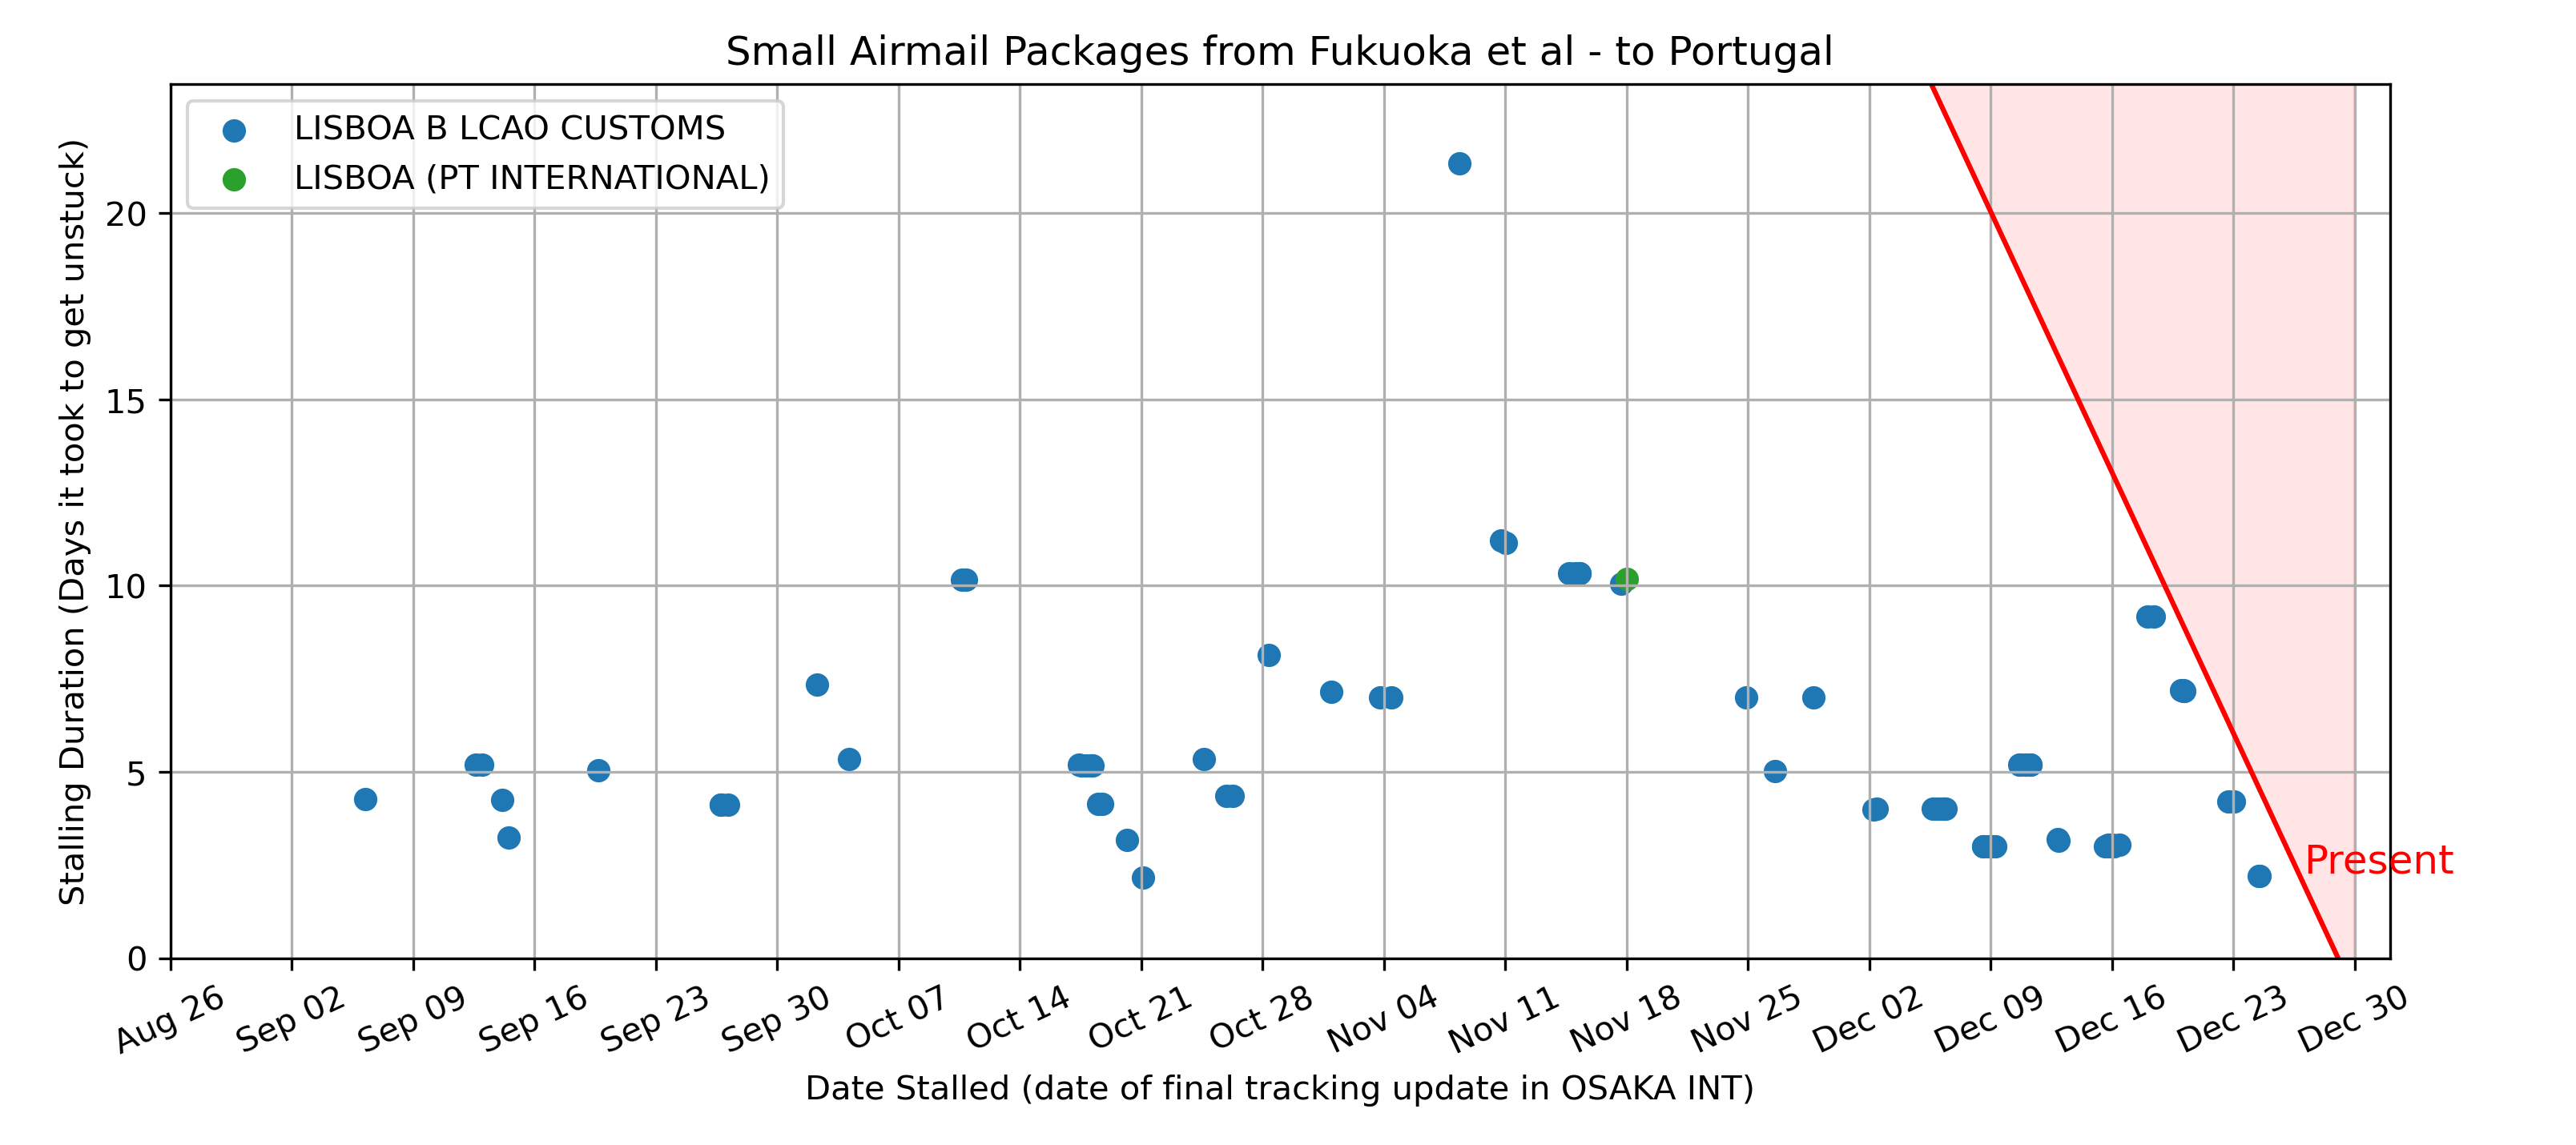 Small Airmail Packages from Fukuoka et al - to Portugal
LISBOA B LCAO CUSTOMS
LISBOA (PT INTERNATIONAL)
Stalling Duration (Days it took to get unstuck)
20
15
10
5
0
Present
Aug 26
Sep 02
Sep 09
Sep 16
Sep 23
Sep 30
Oct 07
Oct 14
Oct 21
Oct 28
Nov 04
Nov 11
Nov 18
Nov 25
Dec 02
Dec 09
Dec 16
Dec 23
Dec 30
Date Stalled (date of final tracking update in OSAKA INT)